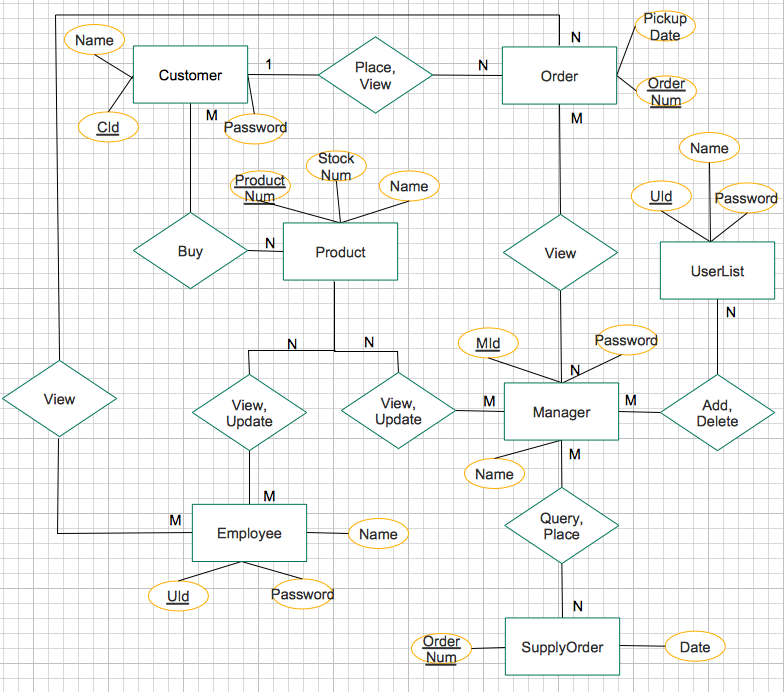 Pickup
Date
N
Name
Customer
1
Place,
View
N
Order
Order
Num
CId
M
Password
M
Name
Stock
Num
Product
Num
Name
UId
Password
Buy
N
Product
View
UserList
N
N
N
MId
Password
N
View
View,
Update
View,
Update
M
Manager
M
Add,
Delete
M
Name
M
M
Employee
Name
Query,
Place
UId
Password
N
Order
Num
SupplyOrder
Date